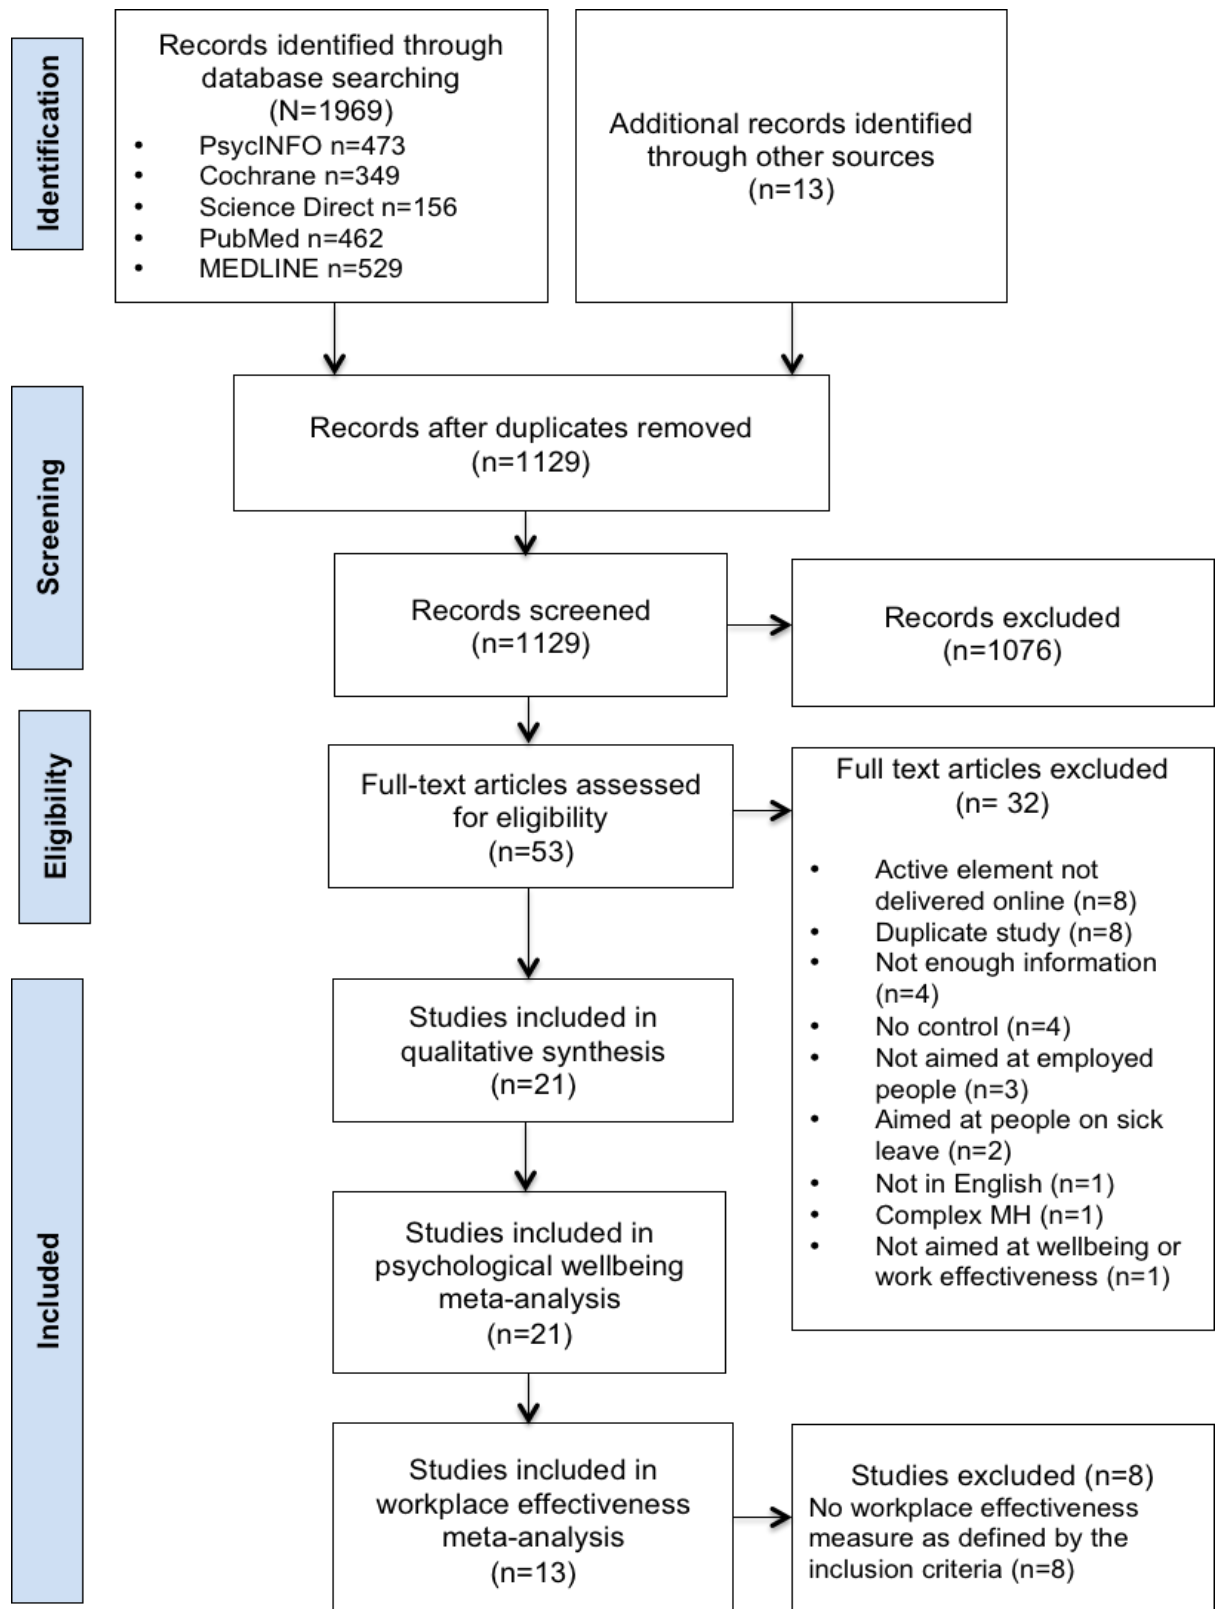 Identification
Records identified through
database searching
(N=1969)
• PsycINFO n=473
• Cochrane n=349
• Science Direct n=156
• PubMed n=462
• MEDLINE n=529
Additional records identified
through other sources
(n=13)
Screening
Records after duplicates removed
(n=1129)
Records screened
(n=1129)
Records excluded
(n=1076)
Eligibility
Full-text articles assessed
for eligibility
(n=53)
Full text articles excluded
(n= 32)
• Active element not
delivered online (n=8)
• Duplicate study (n=8)
• Not enough information
(n=4)
• No control (n=4)
• Not aimed at employed
people (n=3)
• Aimed at people on sick
leave (n=2)
• Not in English (n=1)
• Complex MH (n=1)
• Not aimed at wellbeing or
work effectiveness (n=1)
Included
Studies included in
qualitative synthesis
(n=21)
Studies included in
psychological wellbeing
meta-analysis
(n=21)
Studies included in
workplace effectiveness
meta-analysis
(n=13)
Studies excluded (n=8)
No workplace effectiveness
measure as defined by the
inclusion criteria (n=8)